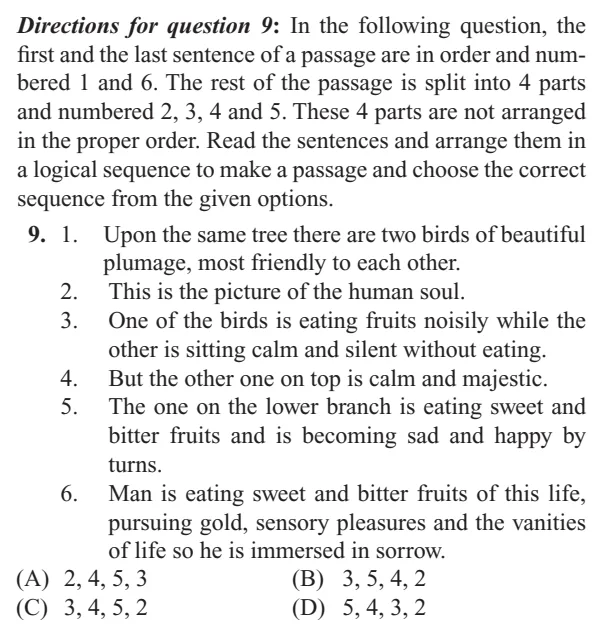 Directions for question 9: In the following question, the
first and the last sentence of a passage are in order and num-
bered 1 and 6. The rest of the passage is split into 4 parts
and numbered 2, 3, 4 and 5. These 4 parts are not arranged
in the proper order. Read the sentences and arrange them in
a logical sequence to make a passage and choose the correct
sequence from the given options.
9. 1. Upon the same tree there are two birds of beautiful
plumage, most friendly to each other.
2. This is the picture of the human soul.
3. One of the birds is eating fruits noisily while the
other is sitting calm and silent without eating.
4. But the other one on top is calm and majestic.
5. The one on the lower branch is eating sweet and
bitter fruits and is becoming sad and happy by
turns.
6. Man is eating sweet and bitter fruits of this life,
pursuing gold, sensory pleasures and the vanities
of life so he is immersed in sorrow.
(A) 2, 4, 5, 3 (B) 3, 5, 4, 2
(C) 3, 4, 5, 2 (D) 5, 4, 3, 2